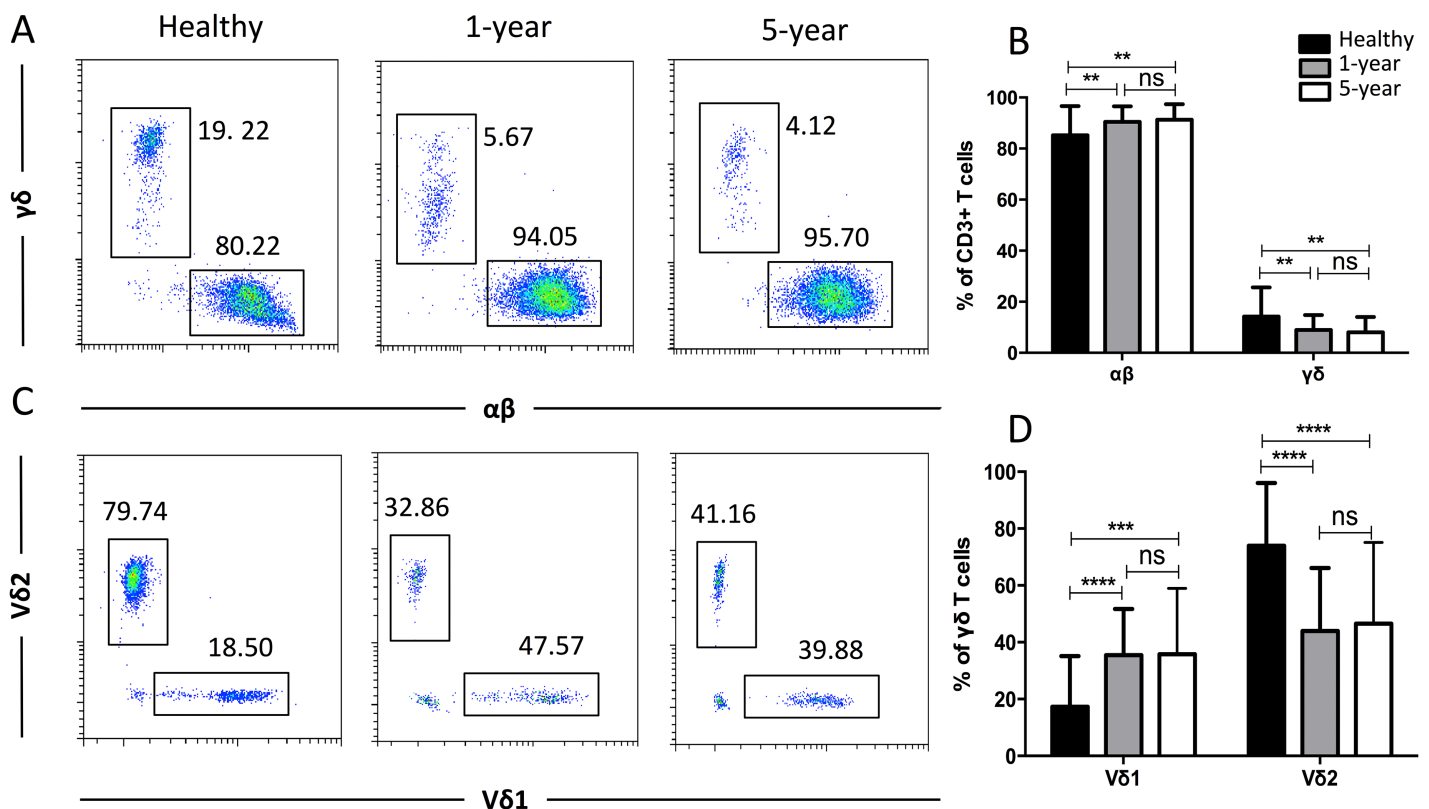 A
Healthy
1-year
5-year
γδ
19. 22
80.22
5.67
94.05
4.12
95.70
αβ
B
Healthy
1-year
5-year
**
** ns
% of CD3+ T cells
100
80
60
40
20
0
**
** ns
αβ
γδ
C
Vδ2
79.74
18.50
32.86
47.57
41.16
39.88
Vδ1
D
% of γδ T cells
100
80
60
40
20
0
***
ns
****
****
****
ns
Vδ1
Vδ2